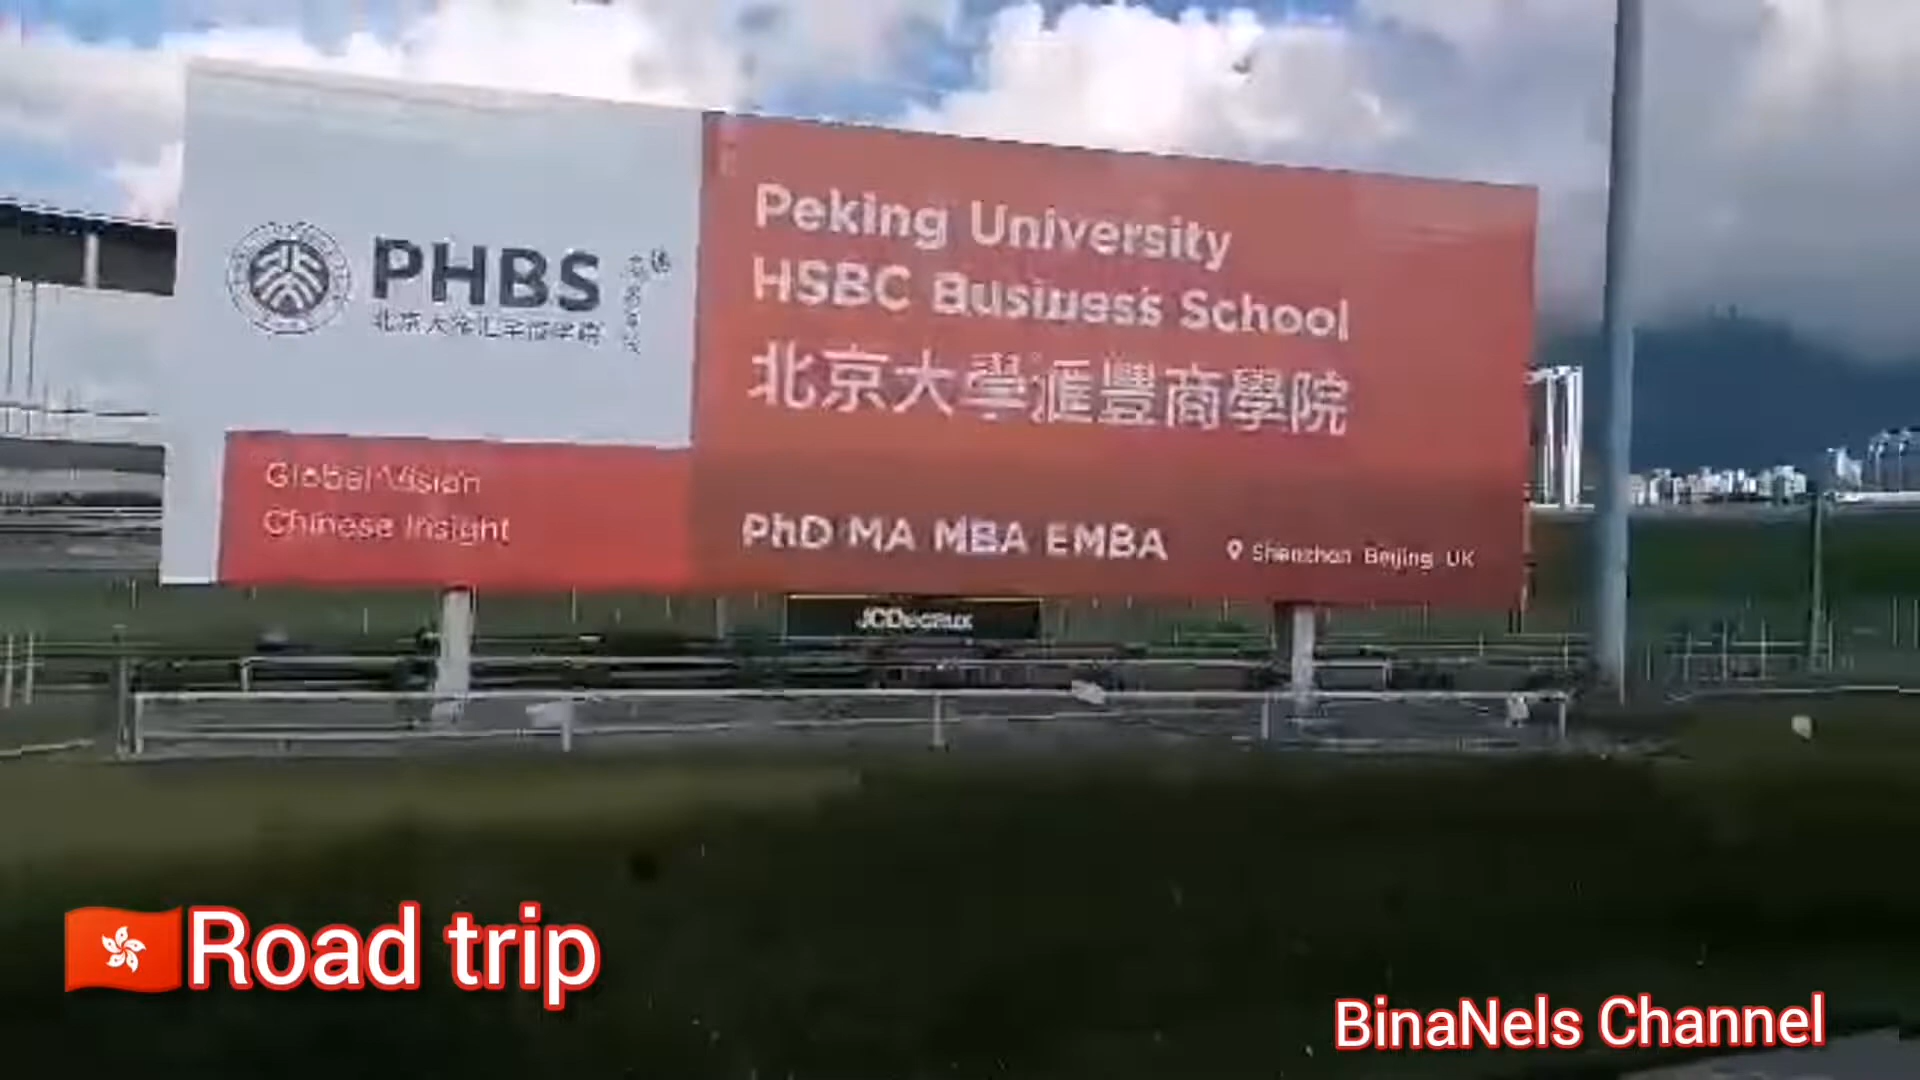 PHBS
北京大学汇丰商学院
Global Vision
Chinese Insight
Peking University
HSBC Business School
北京大學滙豐商學院
PhD MA MBA EMBA
Shenzhen Beijing UK
JCDecaux
Road trip
BinaNels Channel